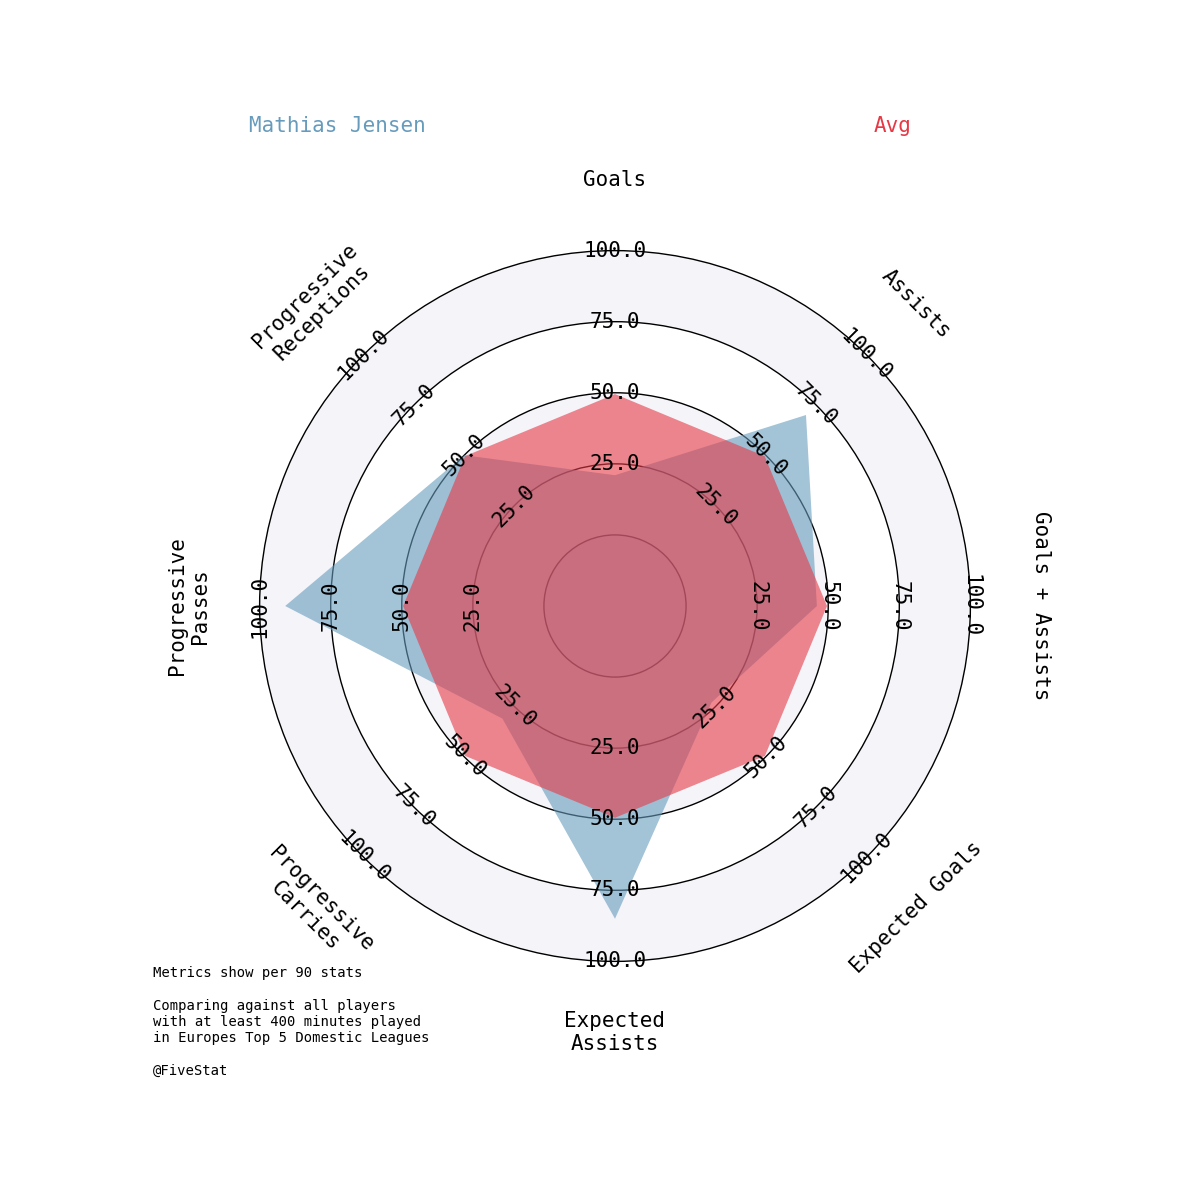 Mathias Jensen
Avg
Goals
100.0
75.0
50.0
25.0
Assists
100.0
75.0
50.0
25.0
Goals + Assists
25.0
50.0
75.0
100.0
Expected Goals
25.0
50.0
75.0
100.0
Expected
Assists
25.0
50.0
75.0
100.0
Progressive
Carries
25.0
50.0
75.0
100.0
Progressive
Passes
100.0
75.0
50.0
25.0
Progressive
Receptions
100.0
75.0
50.0
25.0
Metrics show per 90 stats
Comparing against all players
with at least 400 minutes played
in Europes Top 5 Domestic Leagues
@FiveStat